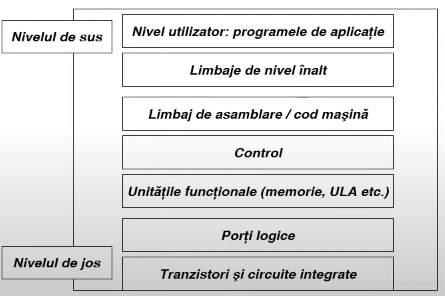 Nivelul de sus
Nivel utilizator: programele de aplicație
Limbaje de nivel înalt
Limbaj de asamblare / cod mașină
Control
Unitățile funcționale (memorie, ULA etc.)
Porți logice
Nivelul de jos
Tranzistori și circuite integrate